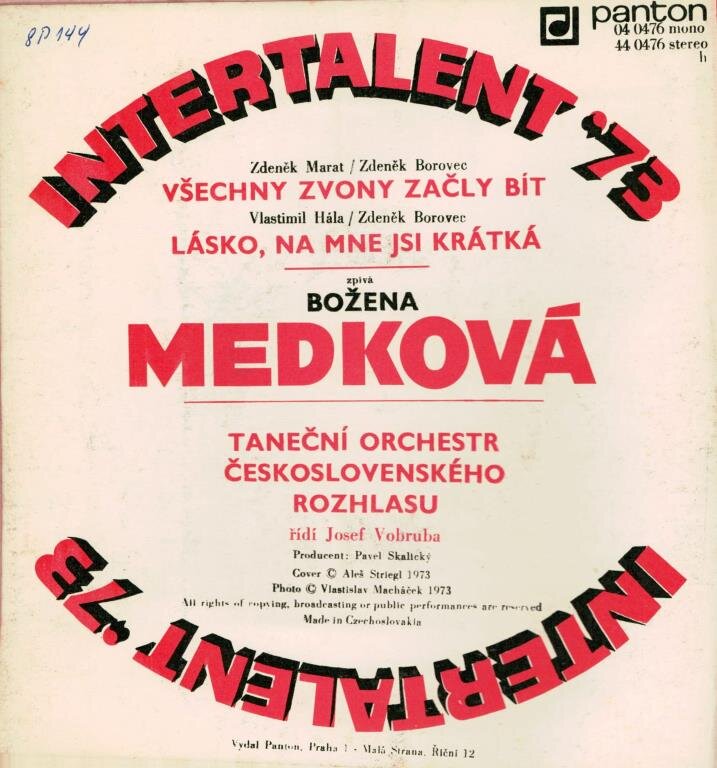 8P 144
panton
04 0476 mono
44 0476 stereo
h
INTERTALENT '73
Zdeněk Marat / Zdeněk Borovec
VŠECHNY ZVONY ZAČLY BÍT
Vlastimil Hála / Zdeněk Borovec
LÁSKO, NA MNE JSI KRÁTKÁ
zpívá
BOŽENA
MEDKOVÁ
TANEČNÍ ORCHESTR
ČESKOSLOVENSKÉHO
ROZHLASU
řídí Josef Vobruba
Producent: Pavel Skalický
Cover © Aleš Striegl 1973
Photo © Vlastislav Macháček 1973
All rights of copying, broadcasting or public performances are reserved
Made in Czechoslovakia
INTERTALENT '73
Vydal Panton, Praha 1 - Malá Strana, Říční 12